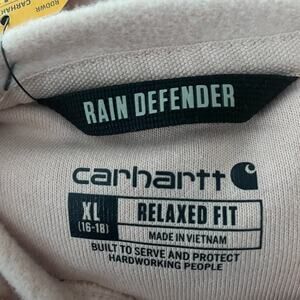 RAIN DEFENDER
carhartt
XL
(16-18)
RELAXED FIT
MADE IN VIETNAM
BUILT TO SERVE AND PROTECT
HARDWORKING PEOPLE